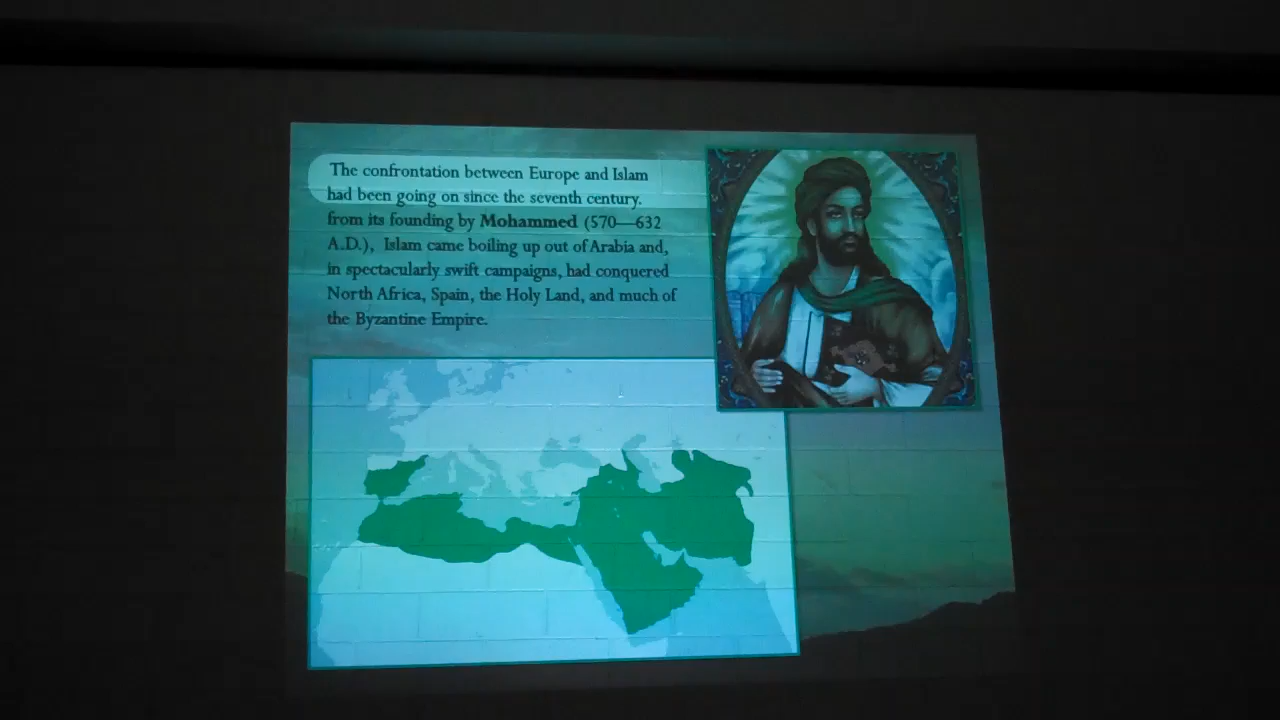 The confrontation between Europe and Islam
had been going on since the seventh century.
from its founding by Mohammed (570—632
A.D.), Islam came boiling up out of Arabia and,
in spectacularly swift campaigns, had conquered
North Africa, Spain, the Holy Land, and much of
the Byzantine Empire.